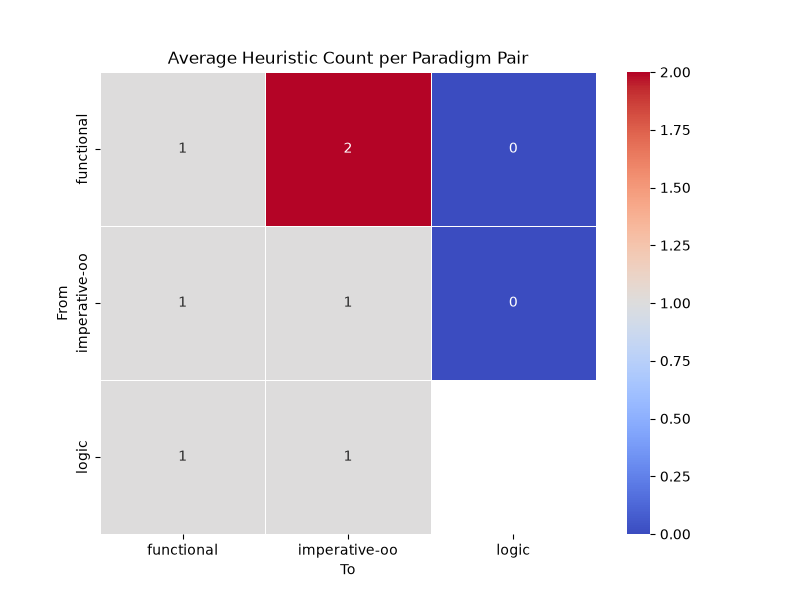 Average Heuristic Count per Paradigm Pair
functional
imperative-oo
logic
From
1 2 0
1 1 0
1 1
functional imperative-oo logic
To
2.00
1.75
1.50
1.25
1.00
0.75
0.50
0.25
0.00